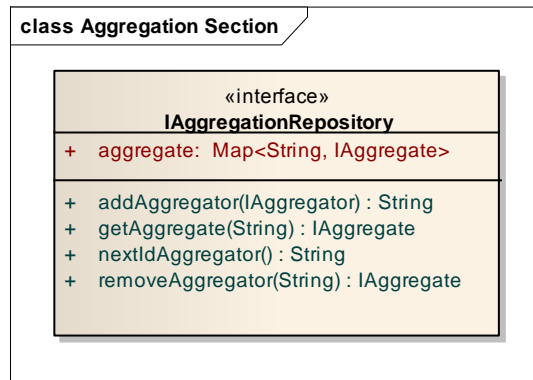 class Aggregation Section
«interface»
IAggregationRepository
+ aggregate: Map<String, IAggregate>
+ addAggregator(IAggregator) : String
+ getAggregate(String) : IAggregate
+ nextIdAggregator() : String
+ removeAggregator(String) : IAggregate